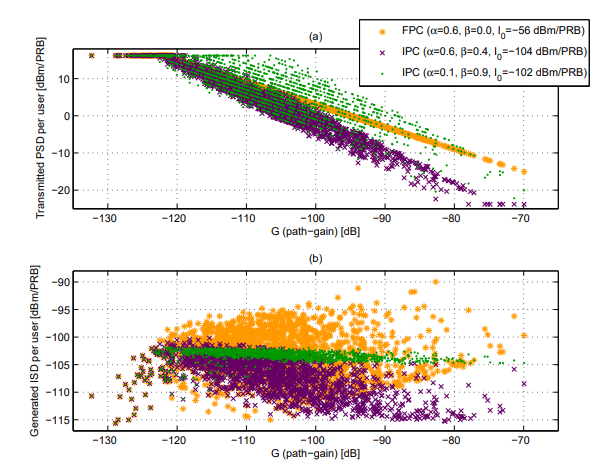 (a)
FPC (α=0.6, β=0.0, I0=−56 dBm/PRB)
IPC (α=0.6, β=0.4, I0=−104 dBm/PRB)
IPC (α=0.1, β=0.9, I0=−102 dBm/PRB)
Transmitted PSD per user [dBm/PRB]
10
0
−10
−20
−130 −120 −110 −100 −90 −80 −70
G (path−gain) [dB]
(b)
Generated ISD per user [dBm/PRB]
−90
−95
−100
−105
−110
−115
−130 −120 −110 −100 −90 −80 −70
G (path−gain) [dB]